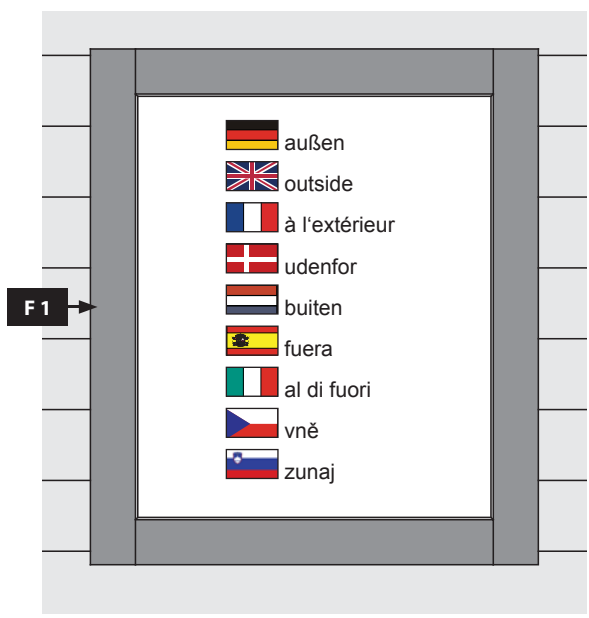 außen
outside
à l‘extérieur
udenfor
F 1
buiten
fuera
al di fuori
vně
zunaj